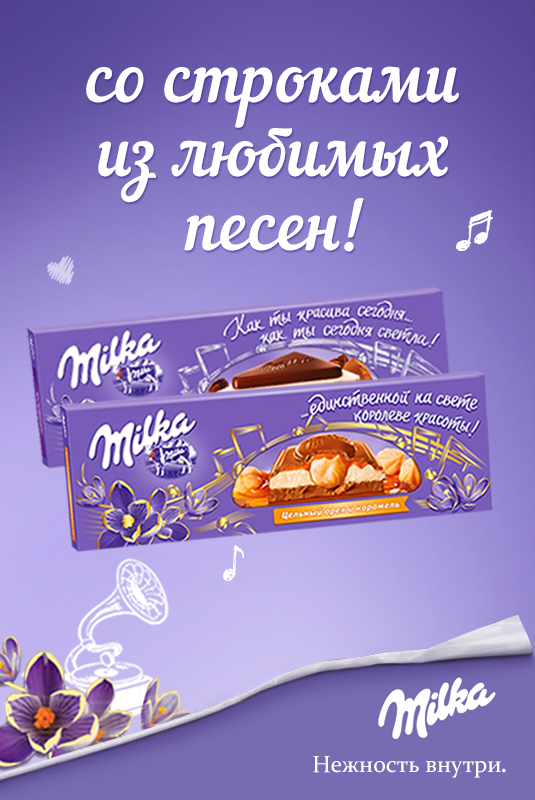 со строками
из любимых
песен!
Как ты красива сегодня...
как ты сегодня светла!
Milka
...единственной на свете
королеве красоты!
Milka
Цельный орех и карамель
Milka
Нежность внутри.